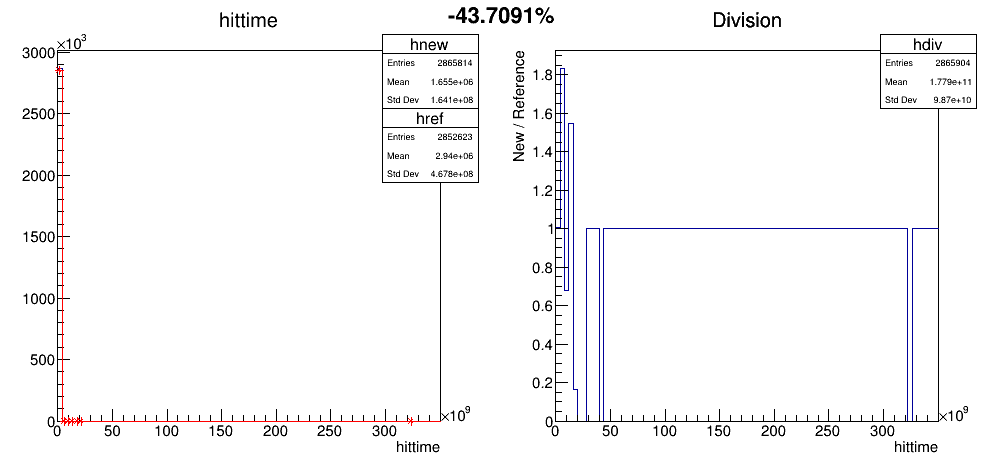 -43.7091%
hittime
×10³
3000
2500
2000
1500
1000
500
0
0 50 100 150 200 250 300
×10⁹
hittime
hnew
Entries 2865814
Mean 1.655e+06
Std Dev 1.641e+08
href
Entries 2852623
Mean 2.94e+06
Std Dev 4.678e+08
Division
New / Reference
1.8
1.6
1.4
1.2
1
0.8
0.6
0.4
0.2
0
0 50 100 150 200 250 300
×10⁹
hittime
hdiv
Entries 2865904
Mean 1.779e+11
Std Dev 9.87e+10